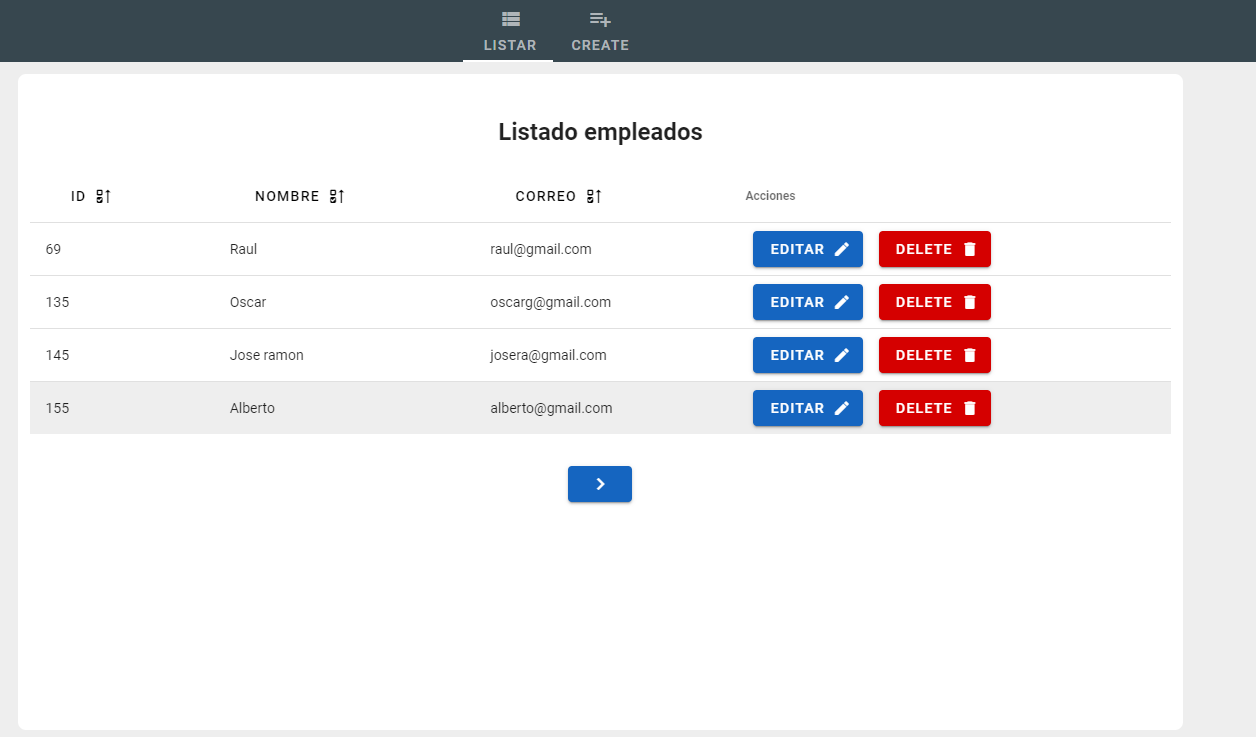 LISTAR CREATE
Listado empleados
ID NOMBRE CORREO Acciones
69 Raul raul@gmail.com EDITAR DELETE
135 Oscar oscarg@gmail.com EDITAR DELETE
145 Jose ramon josera@gmail.com EDITAR DELETE
155 Alberto alberto@gmail.com EDITAR DELETE